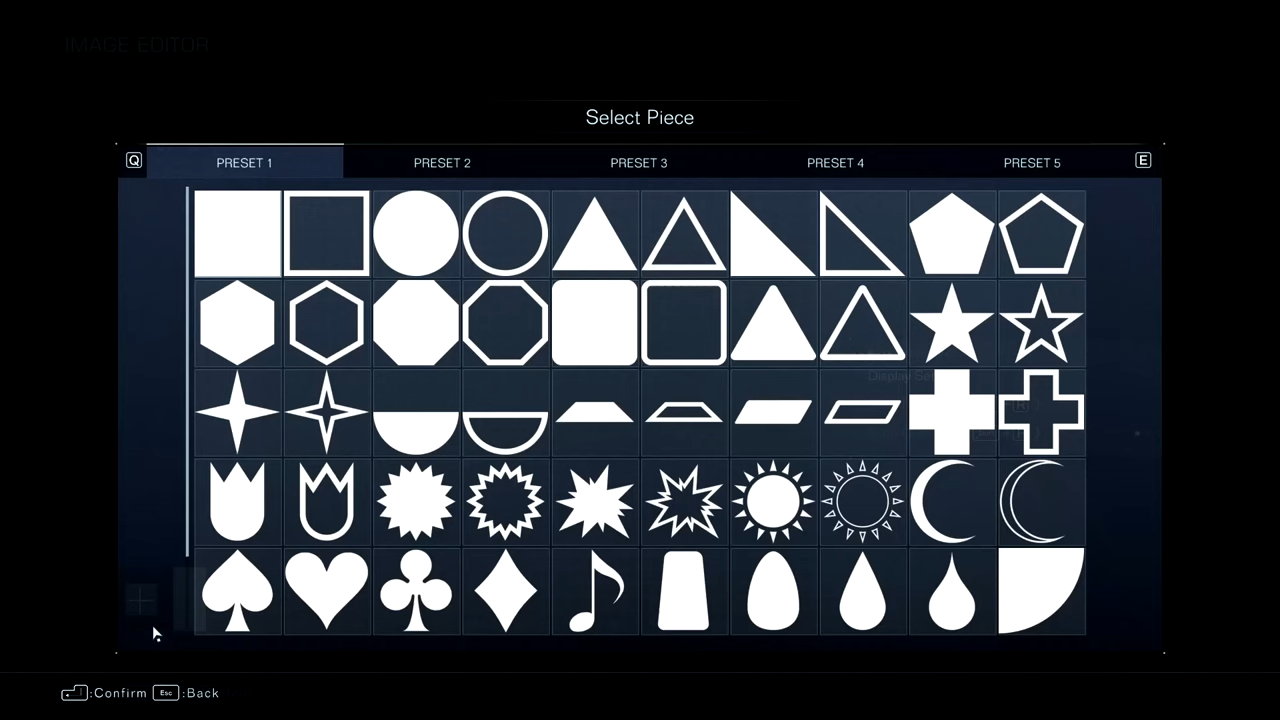 IMAGE EDITOR
Select Piece
Q PRESET 1 PRESET 2 PRESET 3 PRESET 4 PRESET 5 E
:Confirm Esc :Back